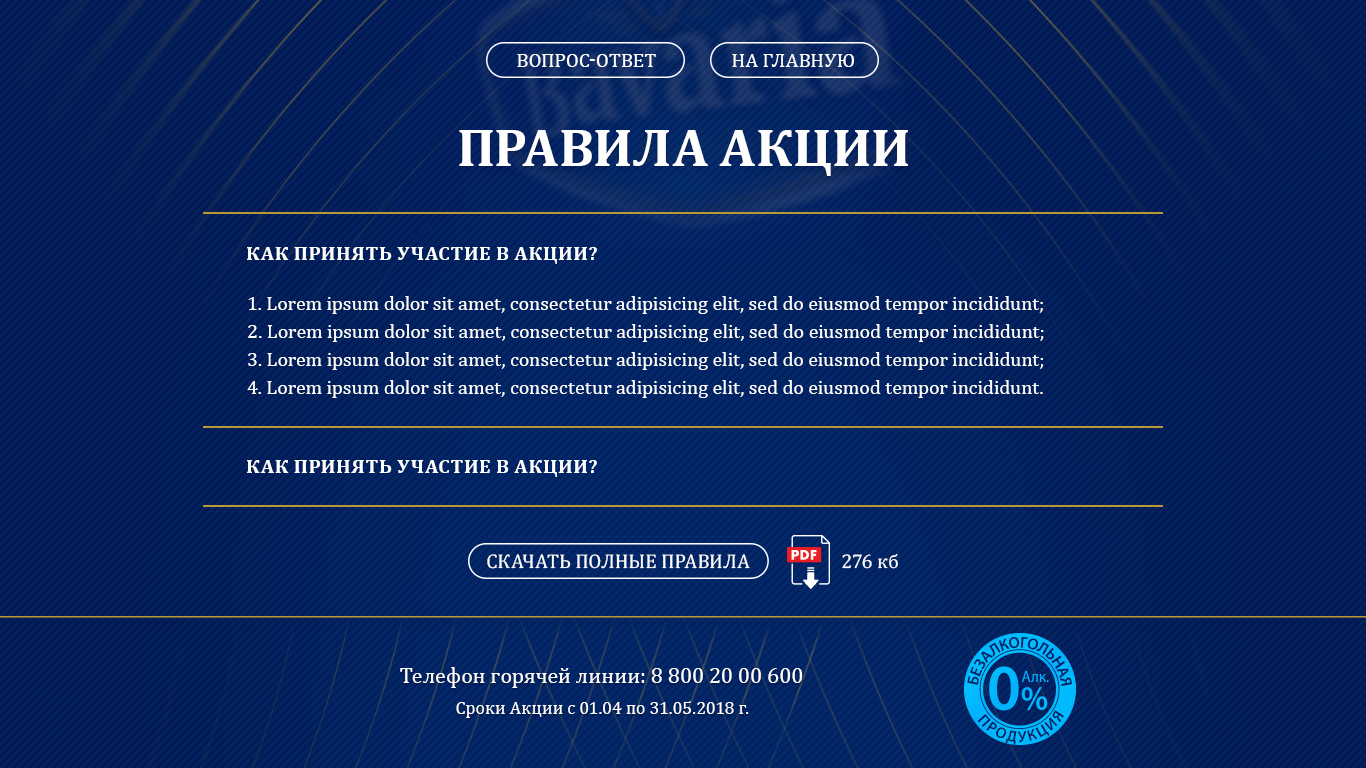 Bavaria
ВОПРОС-ОТВЕТ
НА ГЛАВНУЮ
ПРАВИЛА АКЦИИ
КАК ПРИНЯТЬ УЧАСТИЕ В АКЦИИ?
1. Lorem ipsum dolor sit amet, consectetur adipisicing elit, sed do eiusmod tempor incididunt;
2. Lorem ipsum dolor sit amet, consectetur adipisicing elit, sed do eiusmod tempor incididunt;
3. Lorem ipsum dolor sit amet, consectetur adipisicing elit, sed do eiusmod tempor incididunt;
4. Lorem ipsum dolor sit amet, consectetur adipisicing elit, sed do eiusmod tempor incididunt.
КАК ПРИНЯТЬ УЧАСТИЕ В АКЦИИ?
СКАЧАТЬ ПОЛНЫЕ ПРАВИЛА
PDF
276 кб
Телефон горячей линии: 8 800 20 00 600
Сроки Акции с 01.04 по 31.05.2018 г.
БЕЗАЛКОГОЛЬНАЯ
0% Алк.
ПРОДУКЦИЯ